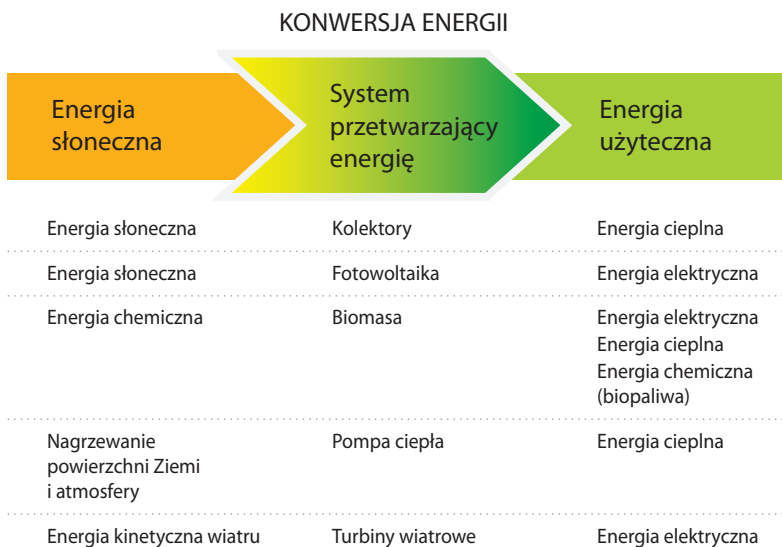 KONWERSJA ENERGII
Energia
słoneczna
System
przetwarzający
energię
Energia
użyteczna
Energia słoneczna
Kolektory
Energia cieplna
Energia słoneczna
Fotowoltaika
Energia elektryczna
Energia chemiczna
Biomasa
Energia elektryczna
Energia cieplna
Energia chemiczna
(biopaliwa)
Nagrzewanie
powierzchni Ziemi
i atmosfery
Pompa ciepła
Energia cieplna
Energia kinetyczna wiatru
Turbiny wiatrowe
Energia elektryczna